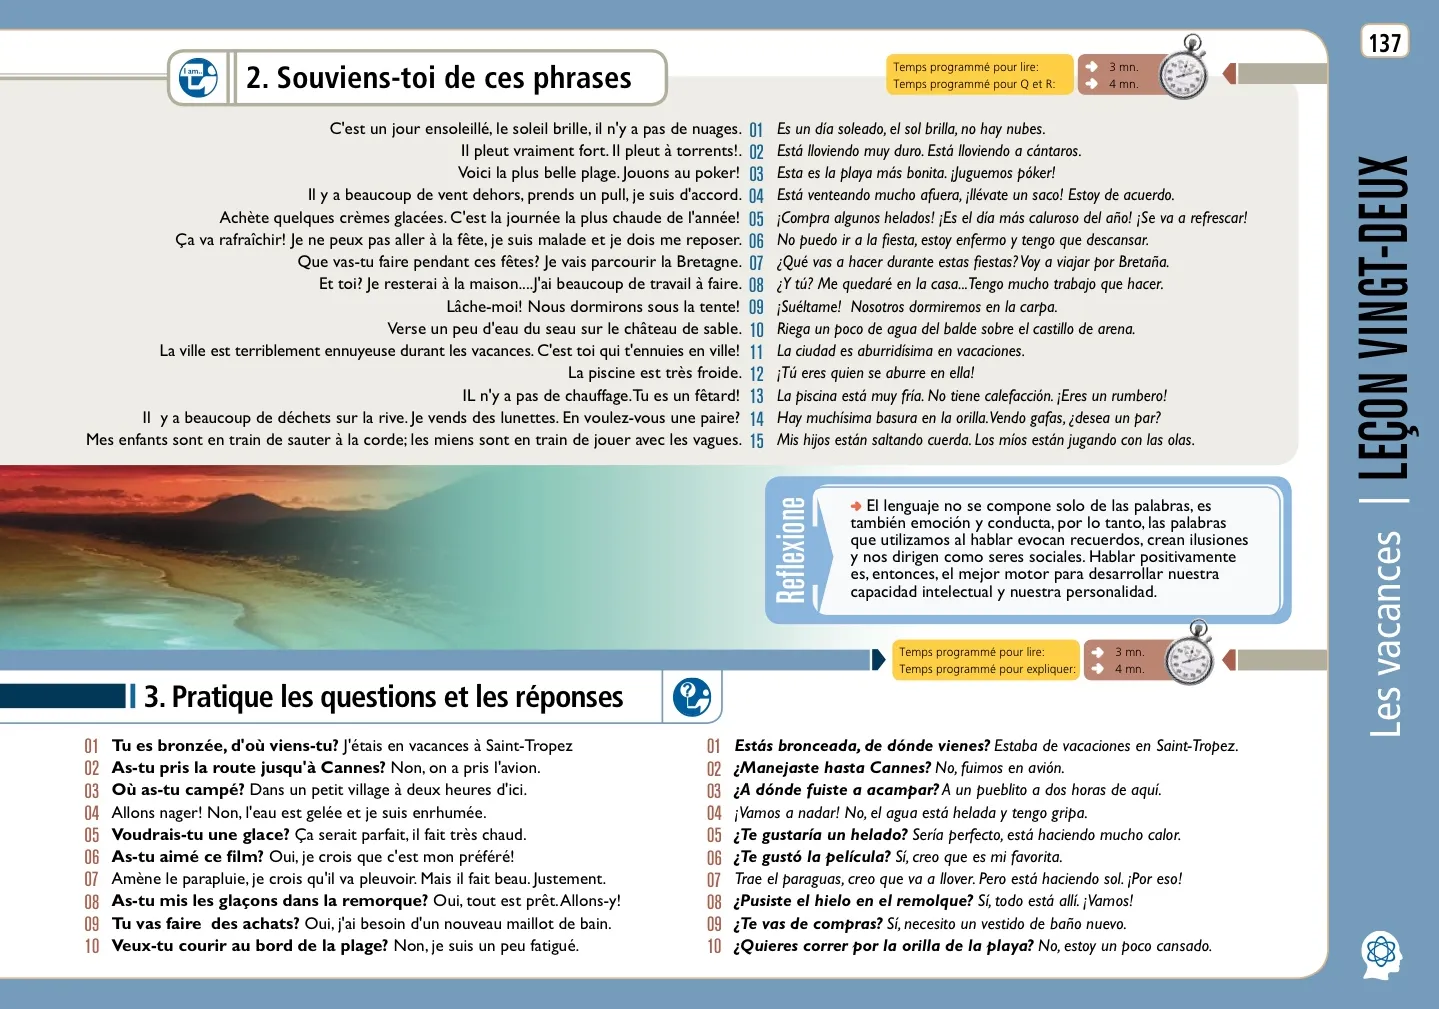 137
I am...
2. Souviens-toi de ces phrases
Temps programmé pour lire: 3 mn.
Temps programmé pour Q et R: 4 mn.
C'est un jour ensoleillé, le soleil brille, il n'y a pas de nuages. 01 Es un día soleado, el sol brilla, no hay nubes.
Il pleut vraiment fort. Il pleut à torrents!. 02 Está lloviendo muy duro. Está lloviendo a cántaros.
Voici la plus belle plage. Jouons au poker! 03 Esta es la playa más bonita. ¡Juguemos póker!
Il y a beaucoup de vent dehors, prends un pull, je suis d'accord. 04 Está venteando mucho afuera, ¡llévate un saco! Estoy de acuerdo.
Achète quelques crèmes glacées. C'est la journée la plus chaude de l'année! 05 ¡Compra algunos helados! ¡Es el día más caluroso del año! ¡Se va a refrescar!
Ça va rafraîchir! Je ne peux pas aller à la fête, je suis malade et je dois me reposer. 06 No puedo ir a la fiesta, estoy enfermo y tengo que descansar.
Que vas-tu faire pendant ces fêtes? Je vais parcourir la Bretagne. 07 ¿Qué vas a hacer durante estas fiestas? Voy a viajar por Bretaña.
Et toi? Je resterai à la maison....J'ai beaucoup de travail à faire. 08 ¿Y tú? Me quedaré en la casa...Tengo mucho trabajo que hacer.
Lâche-moi! Nous dormirons sous la tente! 09 ¡Suéltame! Nosotros dormiremos en la carpa.
Verse un peu d'eau du seau sur le château de sable. 10 Riega un poco de agua del balde sobre el castillo de arena.
La ville est terriblement ennuyeuse durant les vacances. C'est toi qui t'ennuies en ville! 11 La ciudad es aburridísima en vacaciones.
La piscine est très froide. 12 ¡Tú eres quien se aburre en ella!
IL n'y a pas de chauffage.Tu es un fêtard! 13 La piscina está muy fría. No tiene calefacción. ¡Eres un rumbero!
Il y a beaucoup de déchets sur la rive. Je vends des lunettes. En voulez-vous une paire? 14 Hay muchísima basura en la orilla. Vendo gafas, ¿desea un par?
Mes enfants sont en train de sauter à la corde; les miens sont en train de jouer avec les vagues. 15 Mis hijos están saltando cuerda. Los míos están jugando con las olas.
Reflexione
El lenguaje no se compone solo de las palabras, es
también emoción y conducta, por lo tanto, las palabras
que utilizamos al hablar evocan recuerdos, crean ilusiones
y nos dirigen como seres sociales. Hablar positivamente
es, entonces, el mejor motor para desarrollar nuestra
capacidad intelectual y nuestra personalidad.
Temps programmé pour lire: 3 mn.
Temps programmé pour expliquer: 4 mn.
3. Pratique les questions et les réponses
01 Tu es bronzée, d'où viens-tu? J'étais en vacances à Saint-Tropez
02 As-tu pris la route jusqu'à Cannes? Non, on a pris l'avion.
03 Où as-tu campé? Dans un petit village à deux heures d'ici.
04 Allons nager! Non, l'eau est gelée et je suis enrhumée.
05 Voudrais-tu une glace? Ça serait parfait, il fait très chaud.
06 As-tu aimé ce film? Oui, je crois que c'est mon préféré!
07 Amène le parapluie, je crois qu'il va pleuvoir. Mais il fait beau. Justement.
08 As-tu mis les glaçons dans la remorque? Oui, tout est prêt. Allons-y!
09 Tu vas faire des achats? Oui, j'ai besoin d'un nouveau maillot de bain.
10 Veux-tu courir au bord de la plage? Non, je suis un peu fatigué.
01 Estás bronceada, de dónde vienes? Estaba de vacaciones en Saint-Tropez.
02 ¿Manejaste hasta Cannes? No, fuimos en avión.
03 ¿A dónde fuiste a acampar? A un pueblito a dos horas de aquí.
04 ¡Vamos a nadar! No, el agua está helada y tengo gripa.
05 ¿Te gustaría un helado? Sería perfecto, está haciendo mucho calor.
06 ¿Te gustó la película? Sí, creo que es mi favorita.
07 Trae el paraguas, creo que va a llover. Pero está haciendo sol. ¡Por eso!
08 ¿Pusiste el hielo en el remolque? Sí, todo está allí. ¡Vamos!
09 ¿Te vas de compras? Sí, necesito un vestido de baño nuevo.
10 ¿Quieres correr por la orilla de la playa? No, estoy un poco cansado.
Les vacances | LEÇON VINGT-DEUX